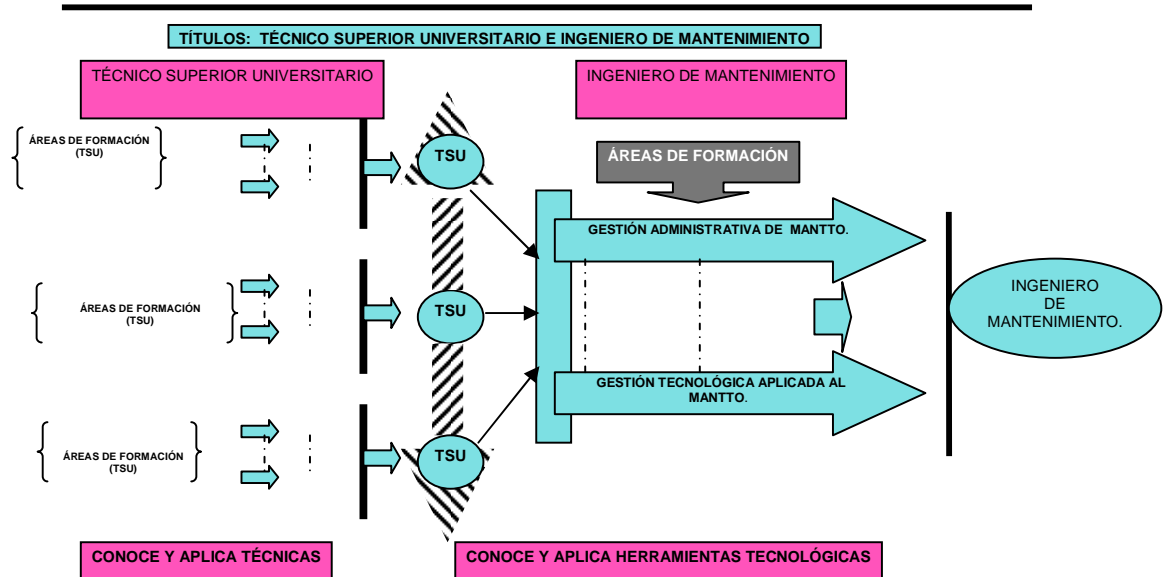 TÍTULOS: TÉCNICO SUPERIOR UNIVERSITARIO E INGENIERO DE MANTENIMIENTO
TÉCNICO SUPERIOR UNIVERSITARIO
INGENIERO DE MANTENIMIENTO
ÁREAS DE FORMACIÓN
(TSU)
TSU
ÁREAS DE FORMACIÓN
GESTIÓN ADMINISTRATIVA DE MANTTO.
ÁREAS DE FORMACIÓN
(TSU)
TSU
INGENIERO
DE
MANTENIMIENTO.
GESTIÓN TECNOLÓGICA APLICADA AL
MANTTO.
ÁREAS DE FORMACIÓN
(TSU)
TSU
CONOCE Y APLICA TÉCNICAS
CONOCE Y APLICA HERRAMIENTAS TECNOLÓGICAS